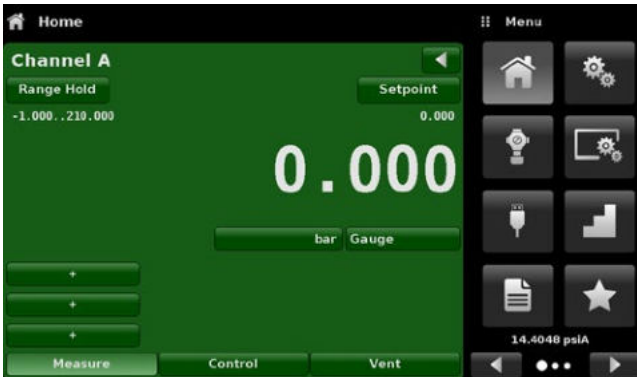 Home
Menu
Channel A
Range Hold
Setpoint
-1.000..210.000
0.000
0.000
bar Gauge
+
+
+
14.4048 psiA
Measure Control Vent